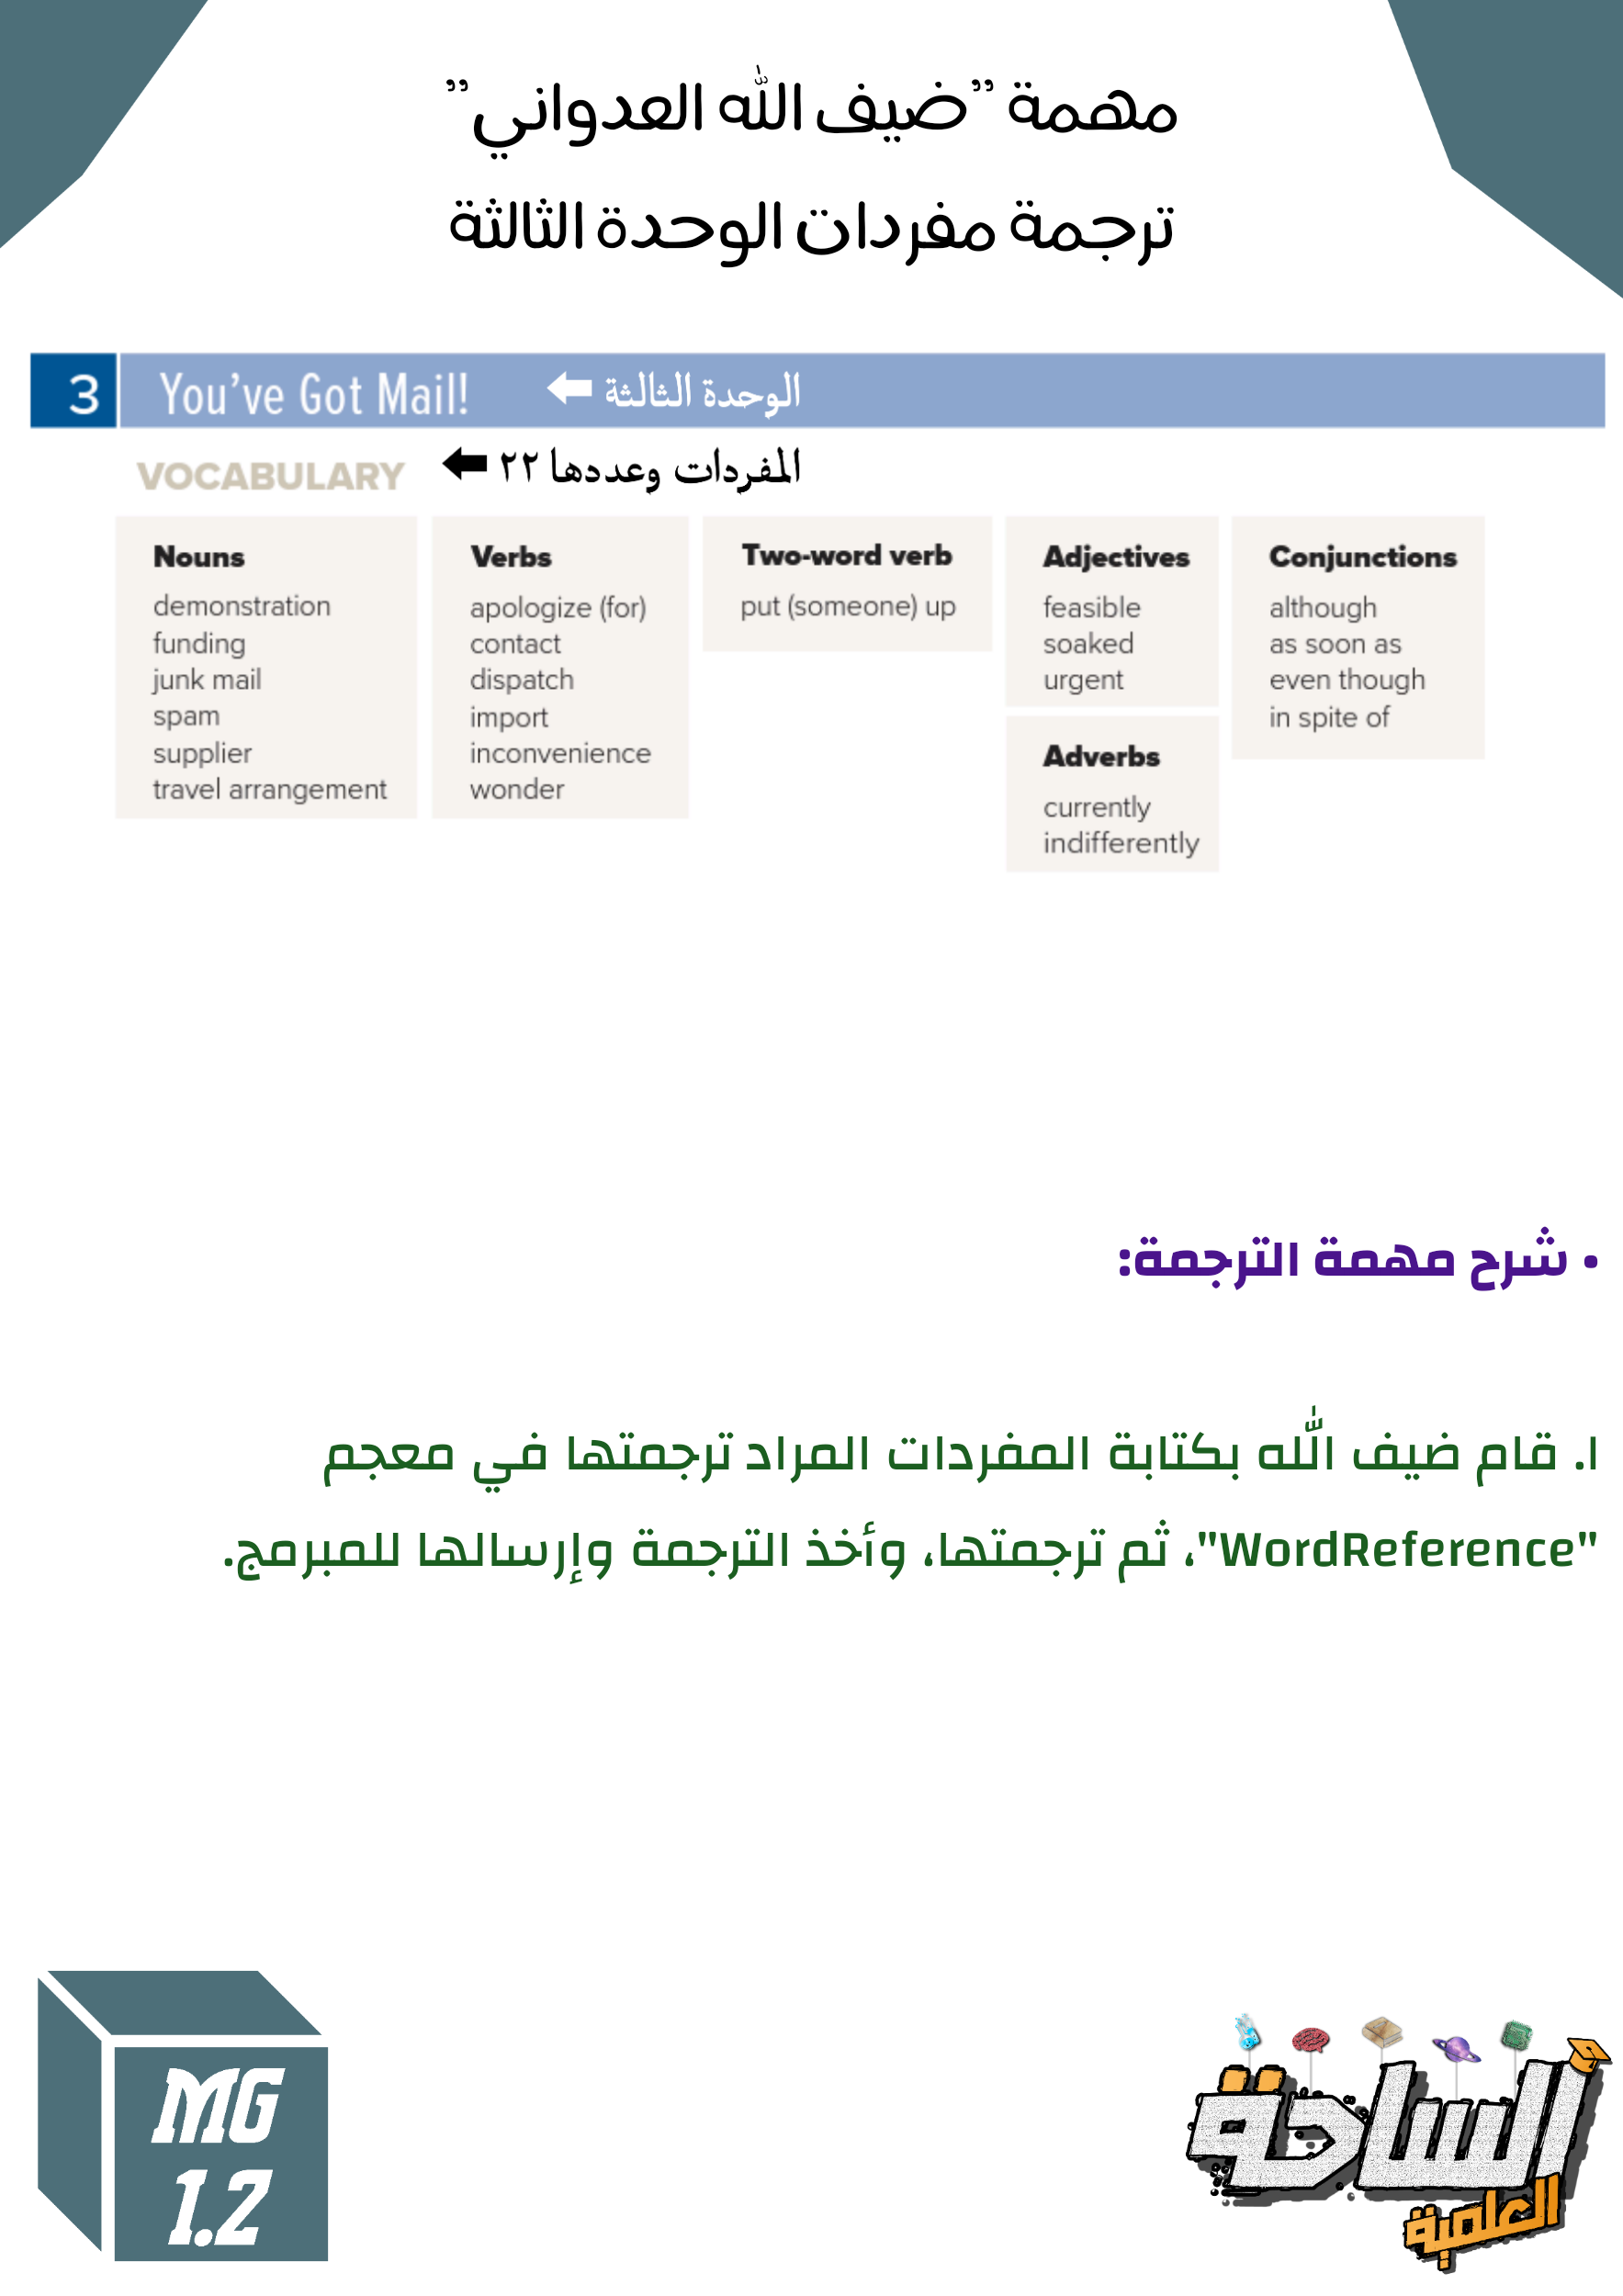 مهمة "ضيف الله العدواني"
ترجمة مفردات الوحدة الثالثة
3 You've Got Mail! الوحدة الثالثة
VOCABULARY المفردات وعددها ٢٢
Nouns
demonstration
funding
junk mail
spam
supplier
travel arrangement
Verbs
apologize (for)
contact
dispatch
import
inconvenience
wonder
Two-word verb
put (someone) up
Adjectives
feasible
soaked
urgent
Adverbs
currently
indifferently
Conjunctions
although
as soon as
even though
in spite of
• شرح مهمة الترجمة:
١. قام ضيف الله بكتابة المفردات المراد ترجمتها في معجم
"WordReference"، ثم ترجمتها، وأخذ الترجمة وإرسالها للمبرمج.
MG
1.2
الساحة
العلمية